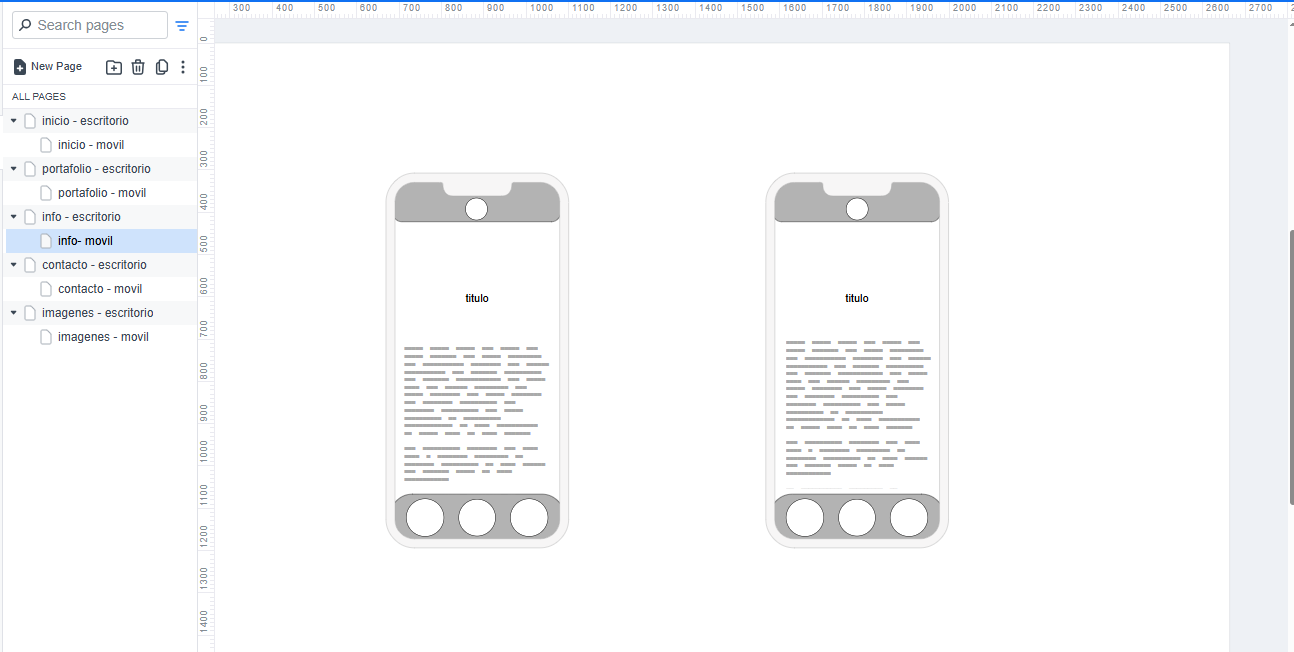 300 400 500 600 700 800 900 1000 1100 1200 1300 1400 1500 1600 1700 1800 1900 2000 2100 2200 2300 2400 2500 2600 2700
Search pages
New Page
ALL PAGES
inicio - escritorio
inicio - movil
portafolio - escritorio
portafolio - movil
info - escritorio
info- movil
contacto - escritorio
contacto - movil
imagenes - escritorio
imagenes - movil
0
100
200
300
400
500
600
700
800
900
1000
1100
1200
1300
1400
titulo
titulo